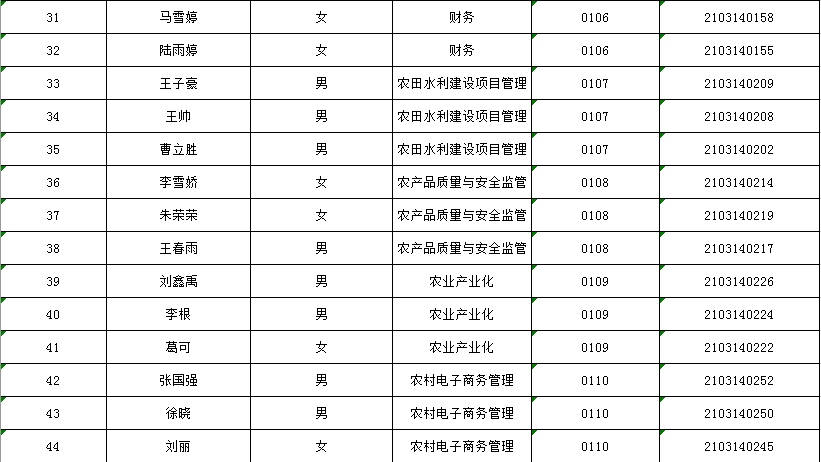 31 马雪婷 女 财务 0106 2103140158
32 陆雨婷 女 财务 0106 2103140155
33 王子豪 男 农田水利建设项目管理 0107 2103140209
34 王帅 男 农田水利建设项目管理 0107 2103140208
35 曹立胜 男 农田水利建设项目管理 0107 2103140202
36 李雪娇 女 农产品质量与安全监管 0108 2103140214
37 朱荣荣 女 农产品质量与安全监管 0108 2103140219
38 王春雨 男 农产品质量与安全监管 0108 2103140217
39 刘鑫禹 男 农业产业化 0109 2103140226
40 李根 男 农业产业化 0109 2103140224
41 葛可 女 农业产业化 0109 2103140222
42 张国强 男 农村电子商务管理 0110 2103140252
43 徐晓 男 农村电子商务管理 0110 2103140250
44 刘丽 女 农村电子商务管理 0110 2103140245